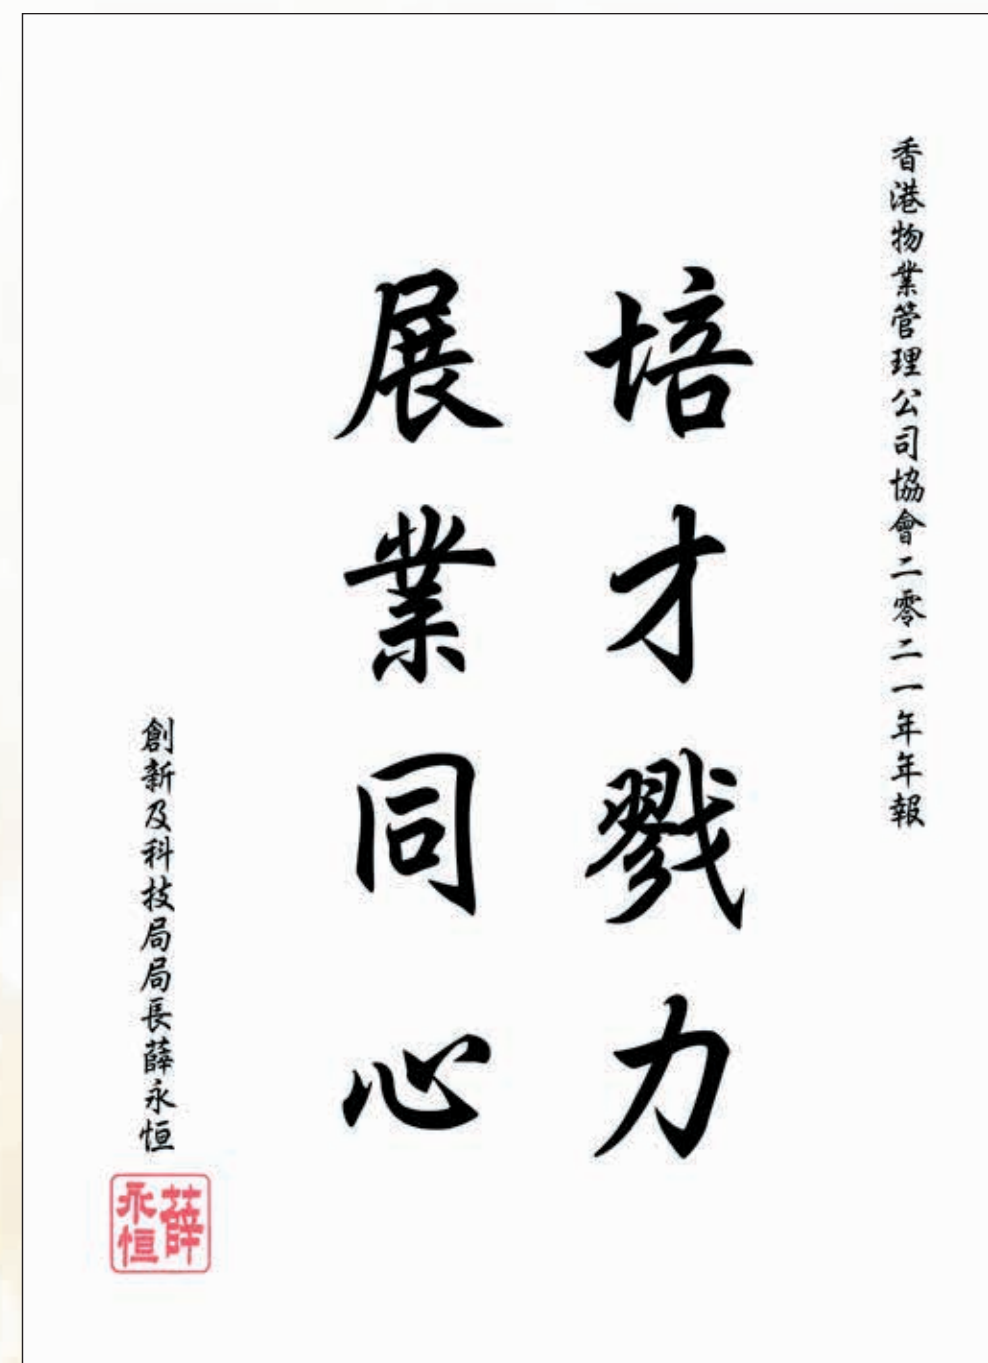 香港物業管理公司協會二零二一年年報
培才戮力
展業同心
創新及科技局局長薛永恒
薛
永恒